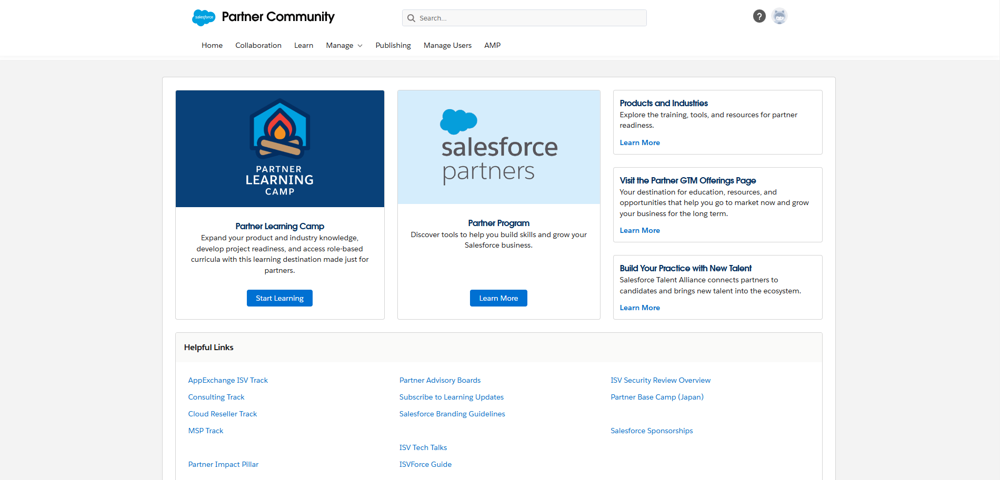 salesforce
Partner Community
Search...
?
Home
Collaboration
Learn
Manage
Publishing
Manage Users
AMP
PARTNER
LEARNING
CAMP
Partner Learning Camp
Expand your product and industry knowledge,
develop project readiness, and access role-based
curricula with this learning destination made just for
partners.
Start Learning
salesforce
partners
Partner Program
Discover tools to help you build skills and grow your
Salesforce business.
Learn More
Products and Industries
Explore the training, tools, and resources for partner
readiness.
Learn More
Visit the Partner GTM Offerings Page
Your destination for education, resources, and
opportunities that help you go to market now and grow
your business for the long term.
Learn More
Build Your Practice with New Talent
Salesforce Talent Alliance connects partners to
candidates and brings new talent into the ecosystem.
Learn More
Helpful Links
AppExchange ISV Track
Consulting Track
Cloud Reseller Track
MSP Track
Partner Impact Pillar
Partner Advisory Boards
Subscribe to Learning Updates
Salesforce Branding Guidelines
ISV Tech Talks
ISVForce Guide
ISV Security Review Overview
Partner Base Camp (Japan)
Salesforce Sponsorships